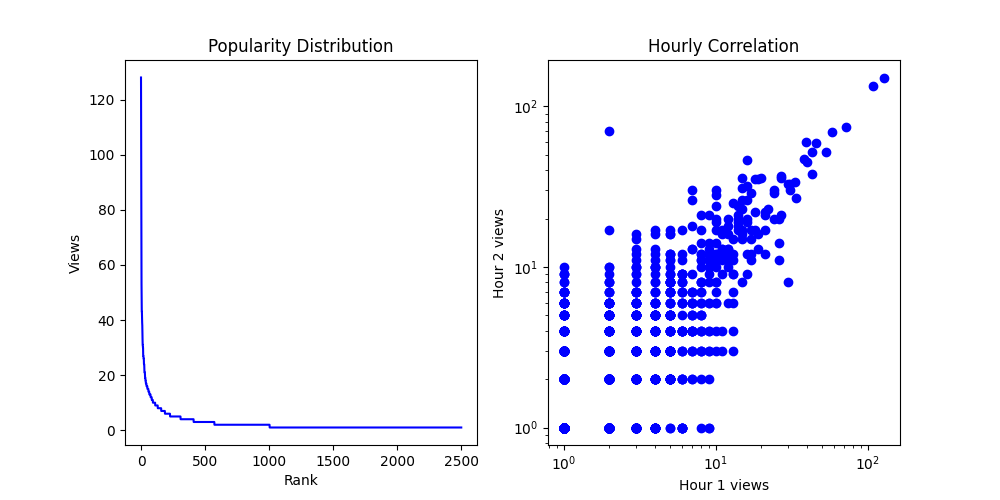 Popularity Distribution
120
100
80
60
40
20
0
Views
0 500 1000 1500 2000 2500
Rank
Hourly Correlation
10²
10¹
10⁰
Hour 2 views
10⁰ 10¹ 10²
Hour 1 views